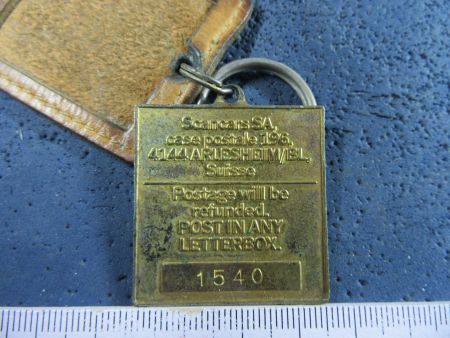 Scancars SA,
case postale 196,
4144 ARLESHEIM/BL,
Suisse
Postage will be
refunded.
POST IN ANY
LETTERBOX.
1540